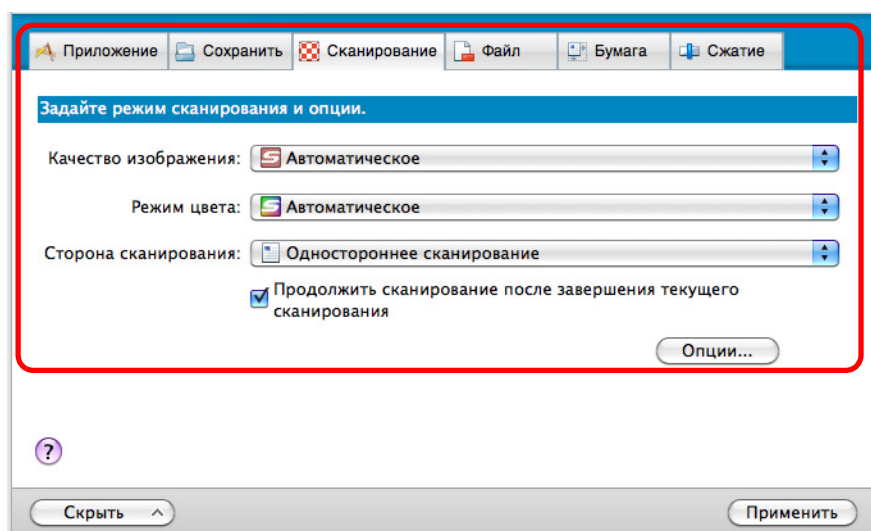 Приложение Сохранить Сканирование Файл Бумага Сжатие
Задайте режим сканирования и опции.
Качество изображения: Автоматическое
Режим цвета: Автоматическое
Сторона сканирования: Одностороннее сканирование
Продолжить сканирование после завершения текущего
сканирования
Опции...
?
Скрыть Применить